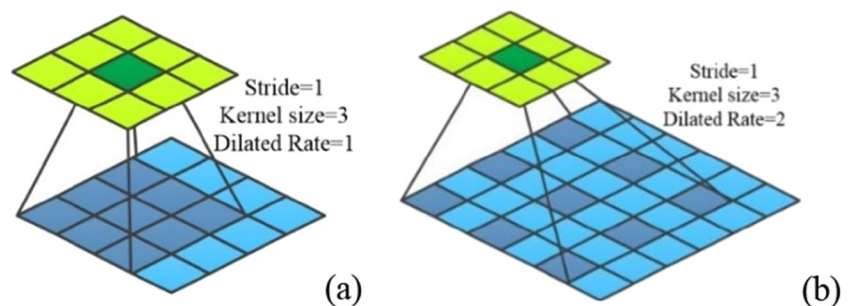 Stride=1
Kernel size=3
Dilated Rate=1
(a)
Stride=1
Kernel size=3
Dilated Rate=2
(b)